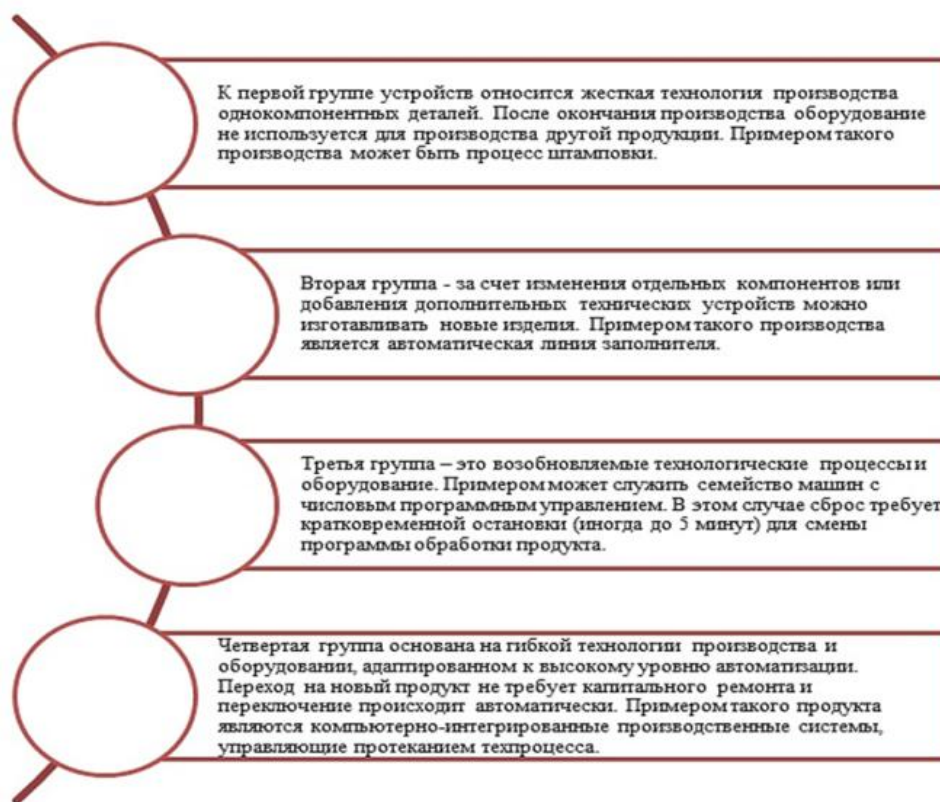 К первой группе устройств относится жесткая технология производства
однокомпонентных деталей. После окончания производства оборудование
не используется для производства другой продукции. Примером такого
производства может быть процесс штамповки.
Вторая группа - за счет изменения отдельных компонентов или
добавления дополнительных технических устройств можно
изготавливать новые изделия. Примером такого производства
является автоматическая линия заполнителя.
Третья группа – это возобновляемые технологические процессы и
оборудование. Примером может служить семейство машин с
числовым программным управлением. В этом случае сброс требует
кратковременной остановки (иногда до 5 минут) для смены
программы обработки продукта.
Четвертая группа основана на гибкой технологии производства и
оборудовании, адаптированном к высокому уровню автоматизации.
Переход на новый продукт не требует капитального ремонта и
переключение происходит автоматически. Примером такого продукта
являются компьютерно-интегрированные производственные системы,
управляющие протеканием техпроцесса.